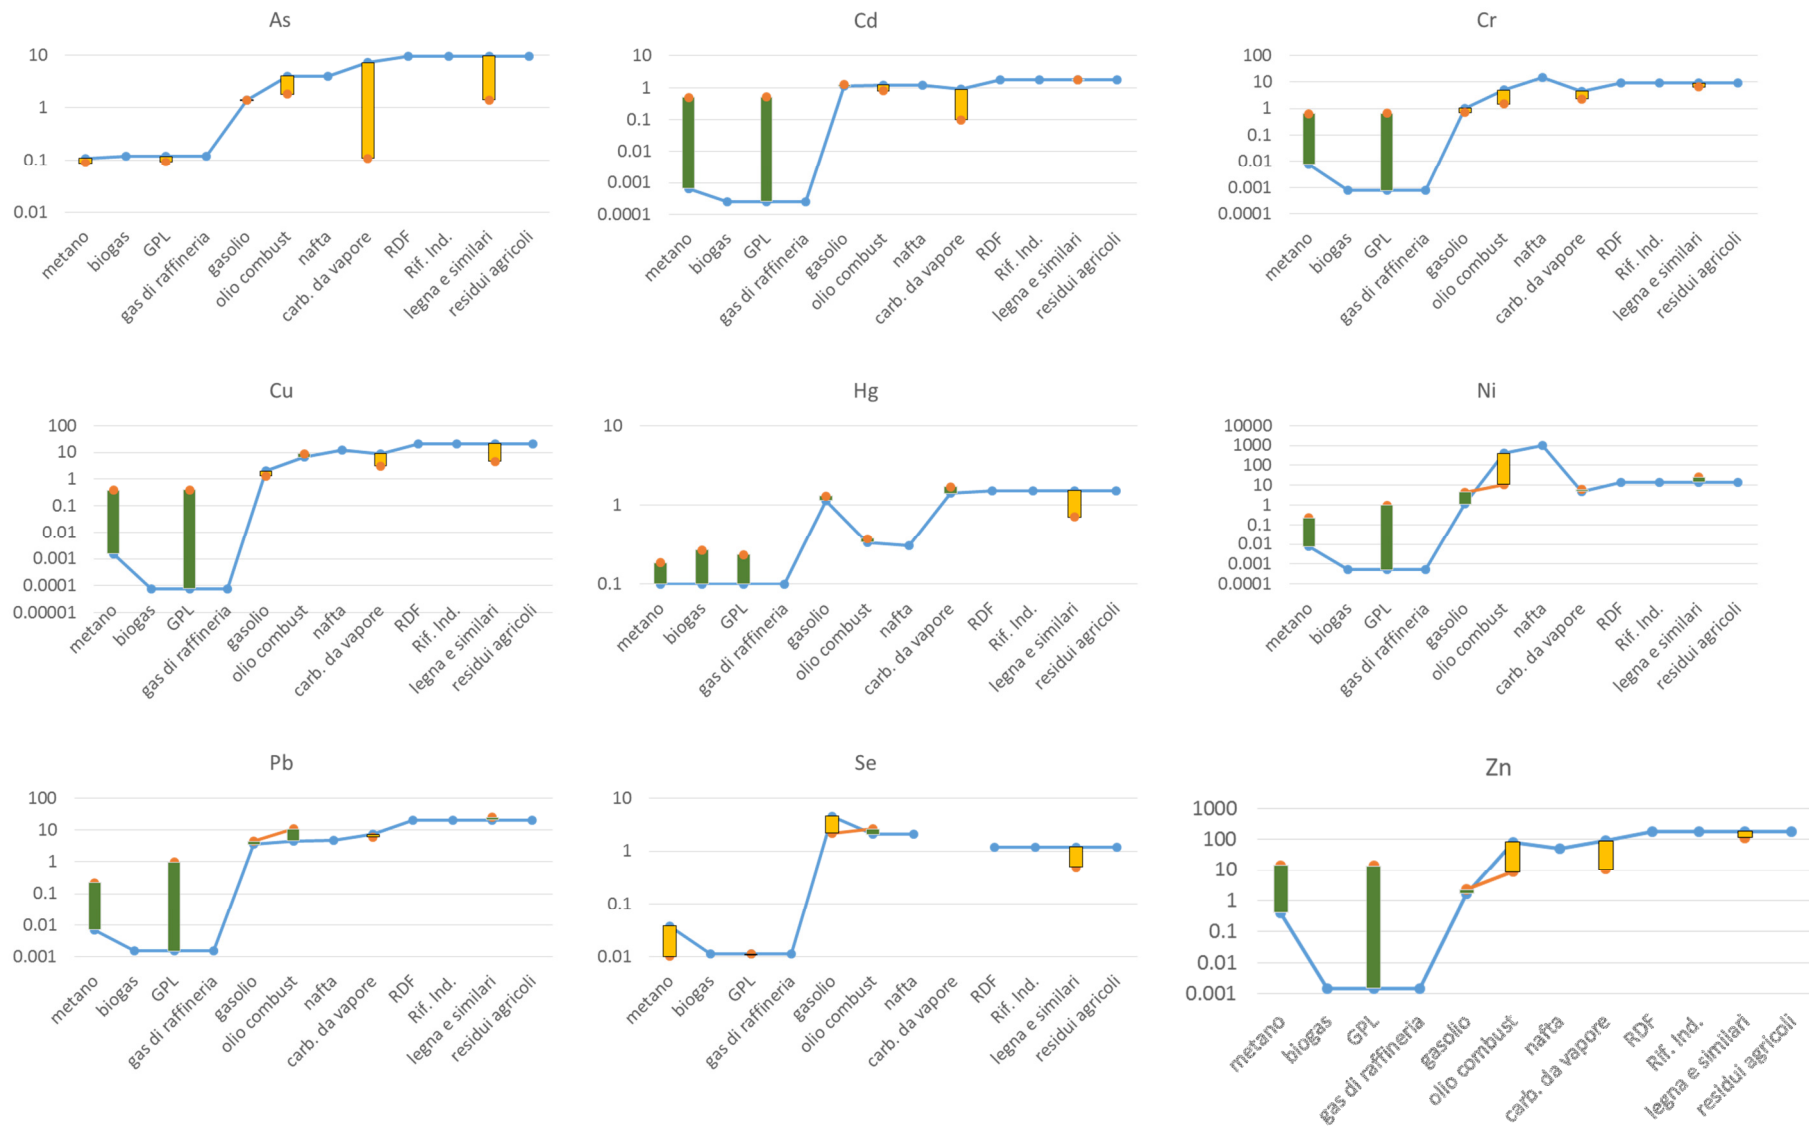 As
10
1
0.1
0.01
metano
biogas
GPL
gas di raffineria
gasolio
olio combust
nafta
carb. da vapore
RDF
Rif. Ind.
legna e similari
residui agricoli
Cd
10
1
0.1
0.01
0.001
0.0001
metano
biogas
GPL
gas di raffineria
gasolio
olio combust
nafta
carb. da vapore
RDF
Rif. Ind.
legna e similari
residui agricoli
Cr
100
10
1
0.1
0.01
0.001
0.0001
metano
biogas
GPL
gas di raffineria
gasolio
olio combust
nafta
carb. da vapore
RDF
Rif. Ind.
legna e similari
residui agricoli
Cu
100
10
1
0.1
0.01
0.001
0.0001
0.00001
metano
biogas
GPL
gas di raffineria
gasolio
olio combust
nafta
carb. da vapore
RDF
Rif. Ind.
legna e similari
residui agricoli
Hg
10
1
0.1
metano
biogas
GPL
gas di raffineria
gasolio
olio combust
nafta
carb. da vapore
RDF
Rif. Ind.
legna e similari
residui agricoli
Ni
10000
1000
100
10
1
0.1
0.01
0.001
0.0001
metano
biogas
GPL
gas di raffineria
gasolio
olio combust
nafta
carb. da vapore
RDF
Rif. Ind.
legna e similari
residui agricoli
Pb
100
10
1
0.1
0.01
0.001
metano
biogas
GPL
gas di raffineria
gasolio
olio combust
nafta
carb. da vapore
RDF
Rif. Ind.
legna e similari
residui agricoli
Se
10
1
0.1
0.01
metano
biogas
GPL
gas di raffineria
gasolio
olio combust
nafta
carb. da vapore
RDF
Rif. Ind.
legna e similari
residui agricoli
Zn
1000
100
10
1
0.1
0.01
0.001
metano
biogas
GPL
gas di raffineria
gasolio
olio combust
nafta
carb. da vapore
RDF
Rif. Ind.
legna e similari
residui agricoli